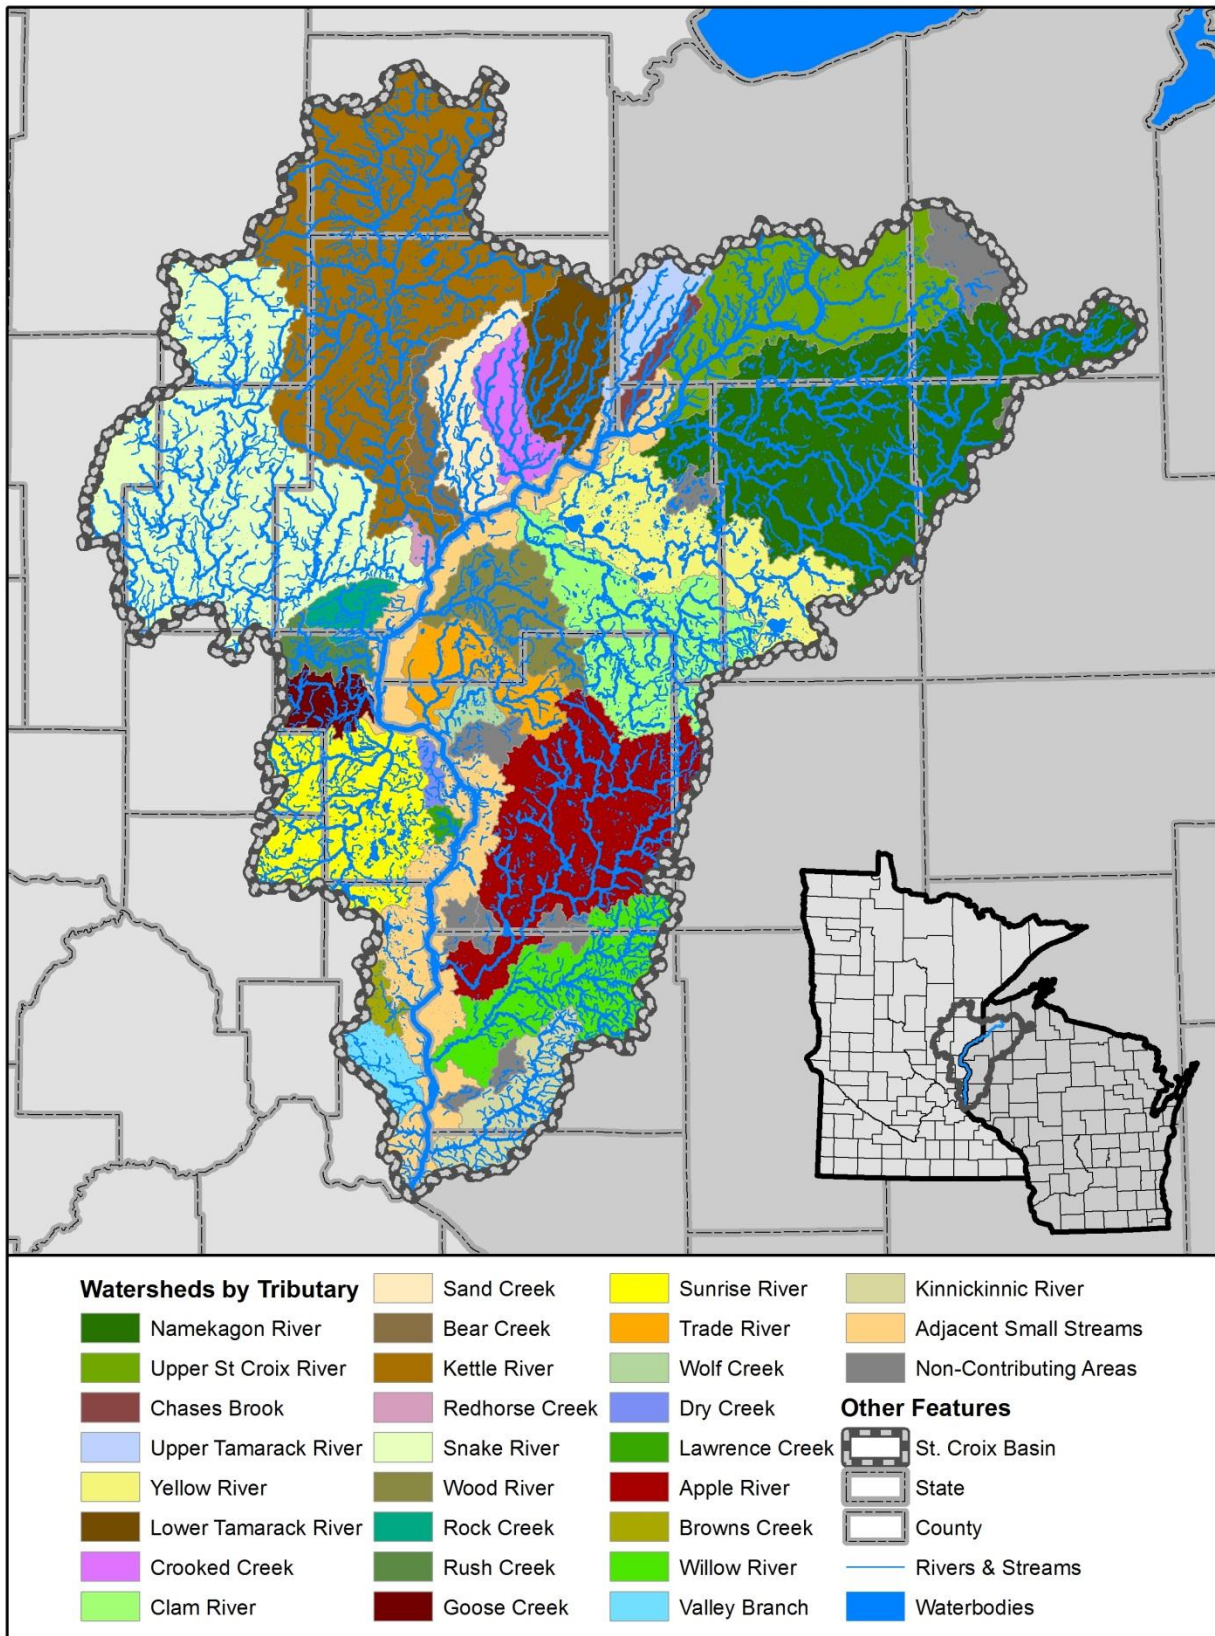 Watersheds by Tributary
Namekagon River
Upper St Croix River
Chases Brook
Upper Tamarack River
Yellow River
Lower Tamarack River
Crooked Creek
Clam River
Sand Creek
Bear Creek
Kettle River
Redhorse Creek
Snake River
Wood River
Rock Creek
Rush Creek
Goose Creek
Sunrise River
Trade River
Wolf Creek
Dry Creek
Lawrence Creek
Apple River
Browns Creek
Willow River
Valley Branch
Kinnickinnic River
Adjacent Small Streams
Non-Contributing Areas
Other Features
St. Croix Basin
State
County
Rivers & Streams
Waterbodies